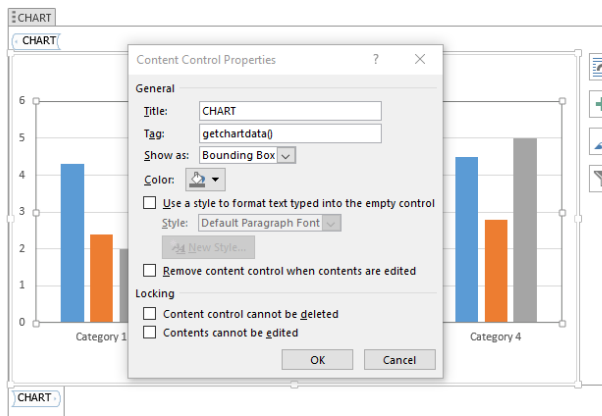 CHART
CHART
Content Control Properties ? ×
General
Title: CHART
Tag: getchartdata()
Show as: Bounding Box
Color:
Use a style to format text typed into the empty control
Style: Default Paragraph Font
New Style...
Remove content control when contents are edited
Locking
Content control cannot be deleted
Contents cannot be edited
OK Cancel
6
5
4
3
2
1
0
Category 1
Category 4
CHART